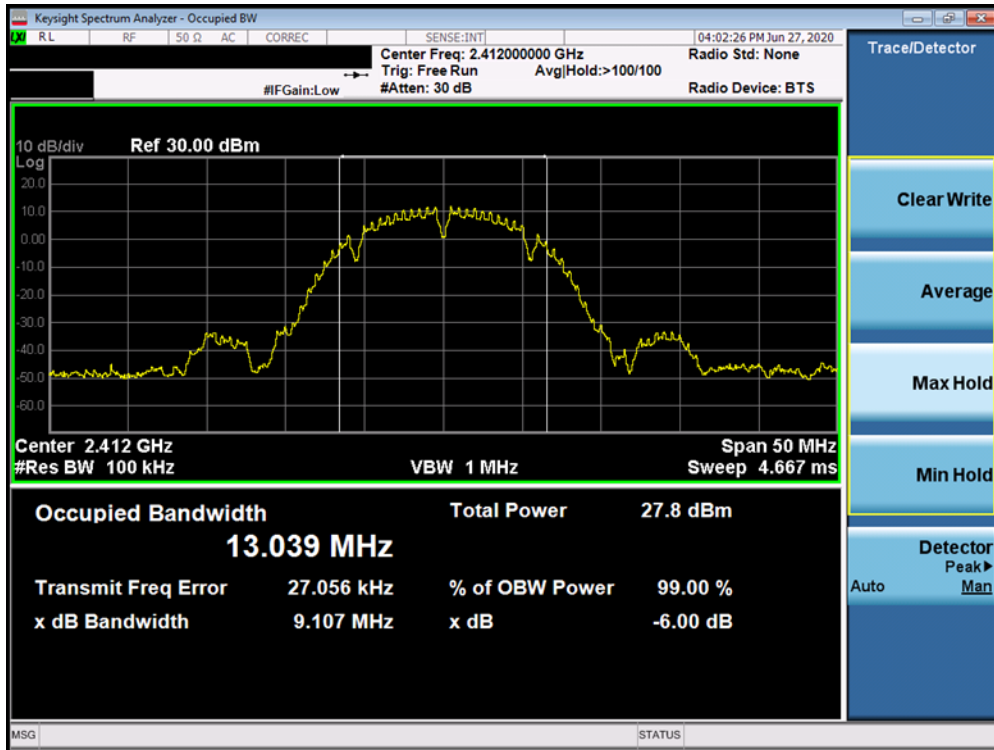 Keysight Spectrum Analyzer - Occupied BW
LXI RL RF 50 Ω AC CORREC SENSE:INT 04:02:26 PM Jun 27, 2020
Center Freq: 2.412000000 GHz Radio Std: None
Trig: Free Run Avg|Hold:>100/100
#IFGain:Low #Atten: 30 dB Radio Device: BTS
10 dB/div Ref 30.00 dBm
Log
20.0
10.0
0.00
-10.0
-20.0
-30.0
-40.0
-50.0
-60.0
Center 2.412 GHz Span 50 MHz
#Res BW 100 kHz VBW 1 MHz Sweep 4.667 ms
Occupied Bandwidth Total Power 27.8 dBm
13.039 MHz
Transmit Freq Error 27.056 kHz % of OBW Power 99.00 %
x dB Bandwidth 9.107 MHz x dB -6.00 dB
MSG STATUS
Trace/Detector
Clear Write
Average
Max Hold
Min Hold
Detector
Peak▶
Auto Man